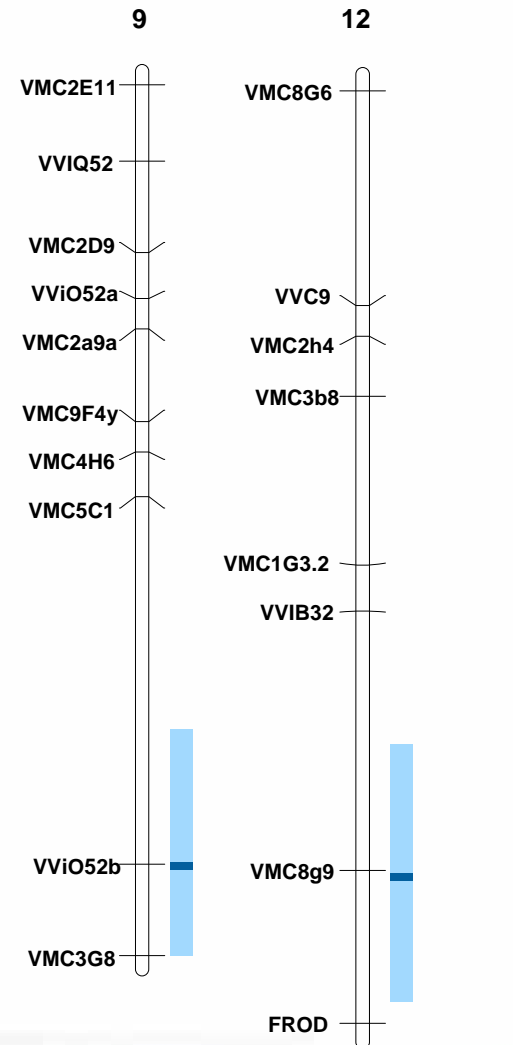 9
VMC2E11
VVIQ52
VMC2D9
VViO52a
VMC2a9a
VMC9F4y
VMC4H6
VMC5C1
VViO52b
VMC3G8
12
VMC8G6
VVC9
VMC2h4
VMC3b8
VMC1G3.2
VVIB32
VMC8g9
FROD